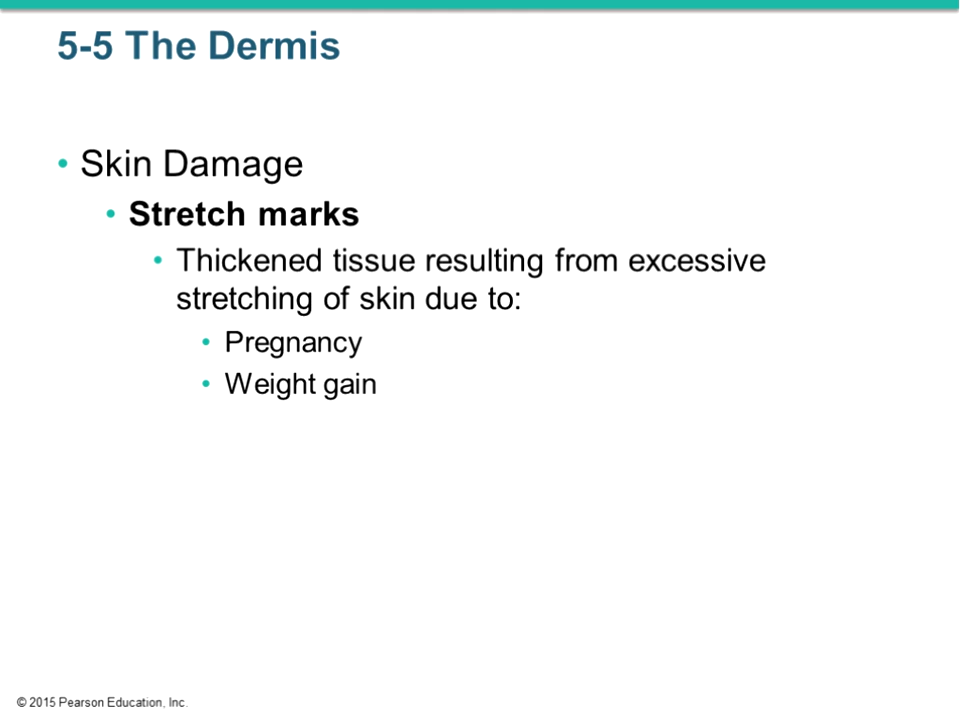 5-5 The Dermis
• Skin Damage
• Stretch marks
• Thickened tissue resulting from excessive
stretching of skin due to:
• Pregnancy
• Weight gain
© 2015 Pearson Education, Inc.